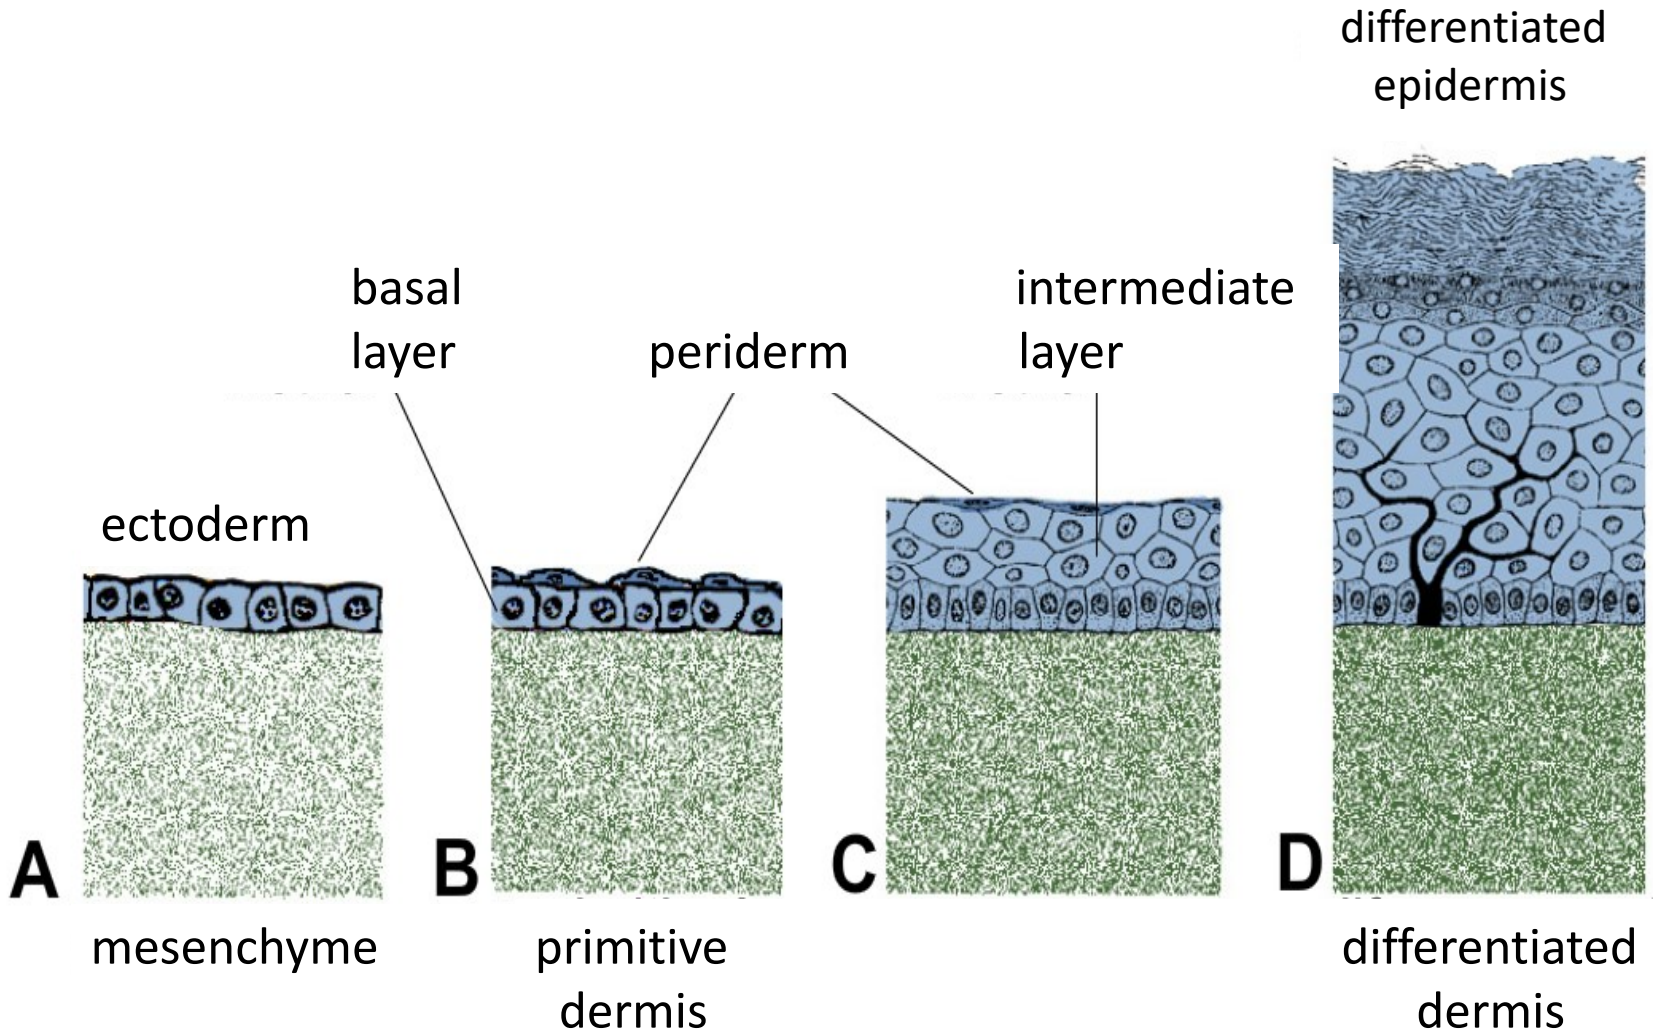 differentiated
epidermis
basal
layer
periderm
intermediate
layer
ectoderm
A
B
C
D
mesenchyme
primitive
dermis
differentiated
dermis